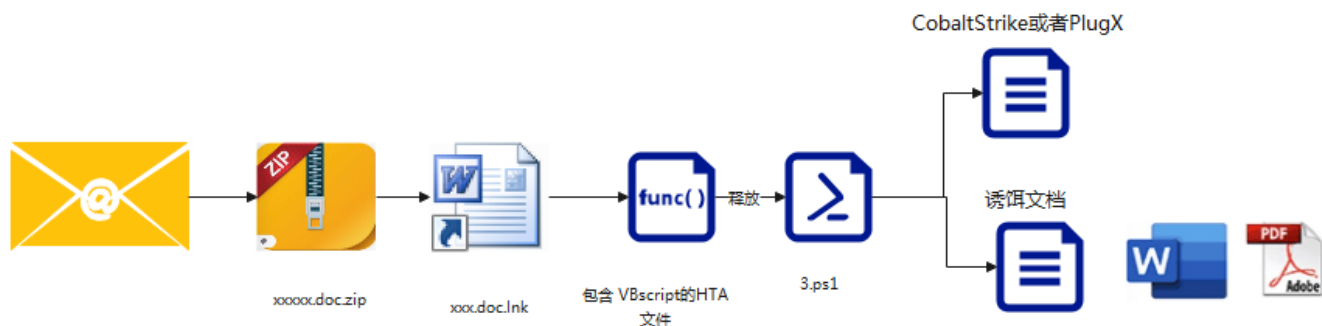 CobaltStrike或者PlugX
ZIP
@
W
func()
释放
诱饵文档
W
PDF
Adobe
xxxxx.doc.zip
xxx.doc.lnk
包含 VBscript的HTA
文件
3.ps1